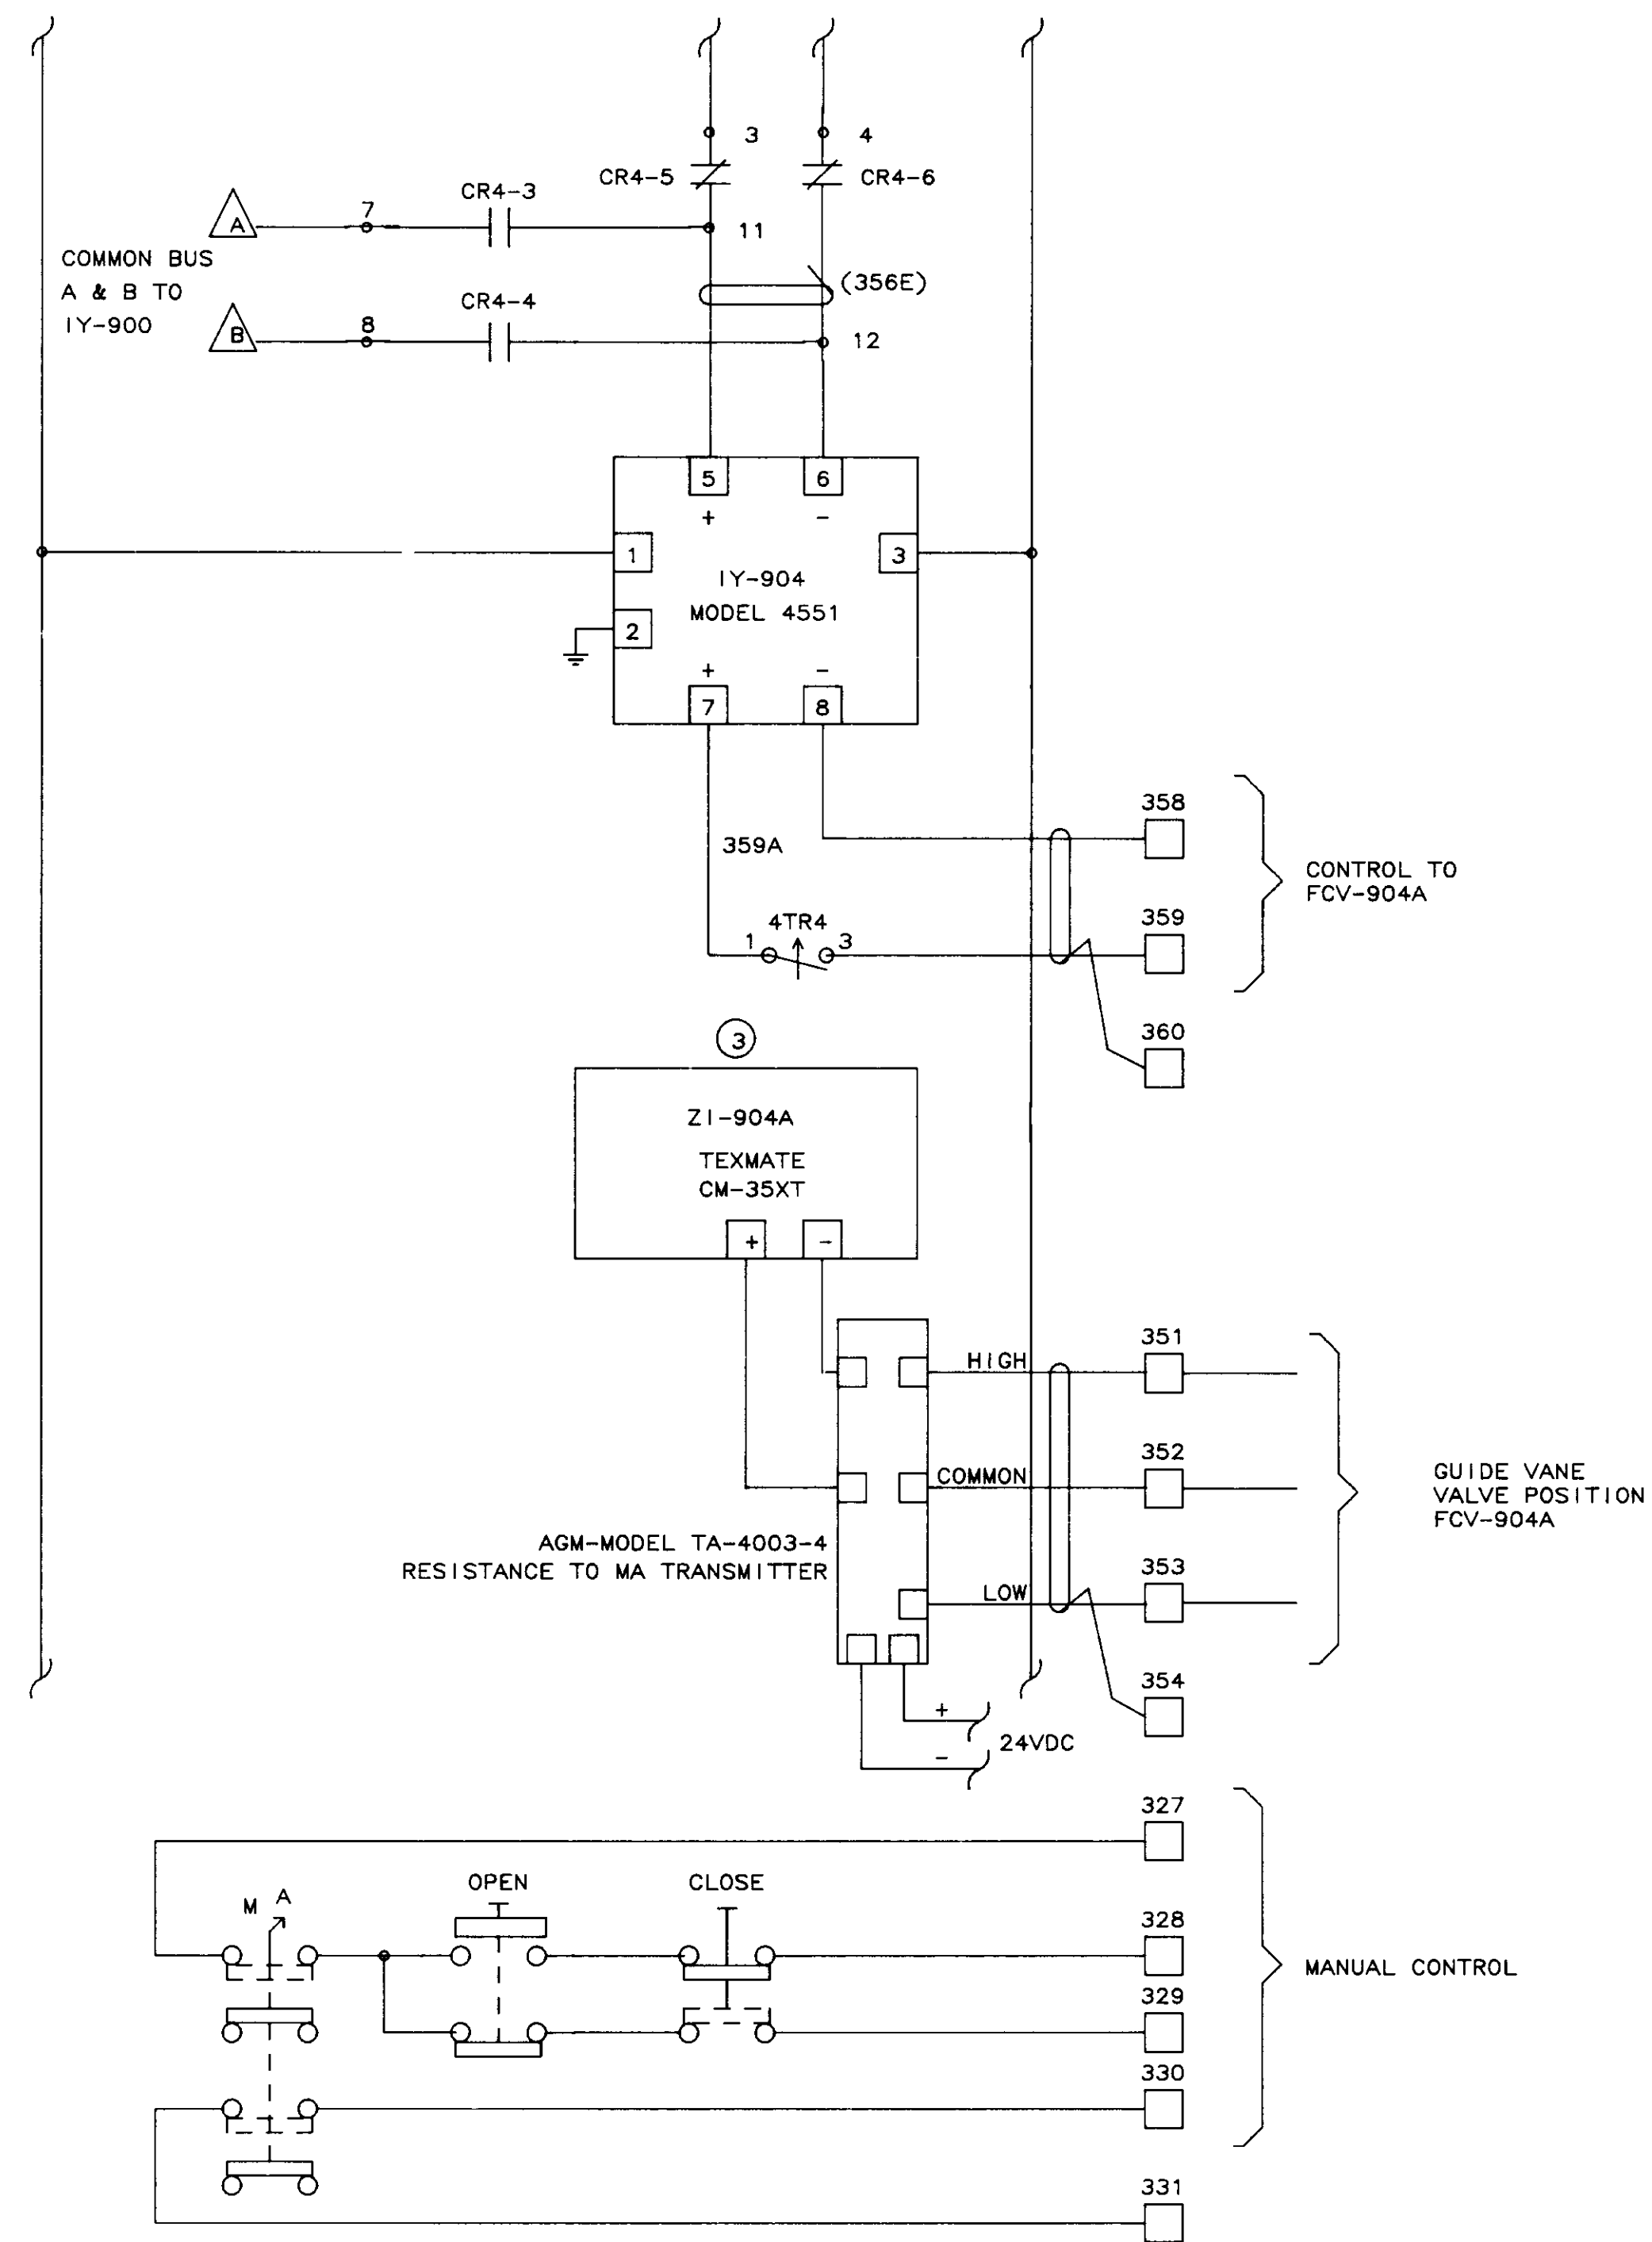 3
4
CR4-5
CR4-6
A
7
CR4-3
11
COMMON BUS
A & B TO
IY-900
(356E)
B
8
CR4-4
12
5
6
+
-
1
3
IY-904
MODEL 4551
2
+
-
7
8
358
359A
CONTROL TO
FCV-904A
359
4TR4
1
3
360
3
ZI-904A
TEXMATE
CM-35XT
+
-
351
HIGH
352
COMMON
GUIDE VANE
VALVE POSITION
FCV-904A
AGM-MODEL TA-4003-4
RESISTANCE TO MA TRANSMITTER
353
LOW
354
+
24VDC
-
327
OPEN
CLOSE
M
A
328
MANUAL CONTROL
329
330
331